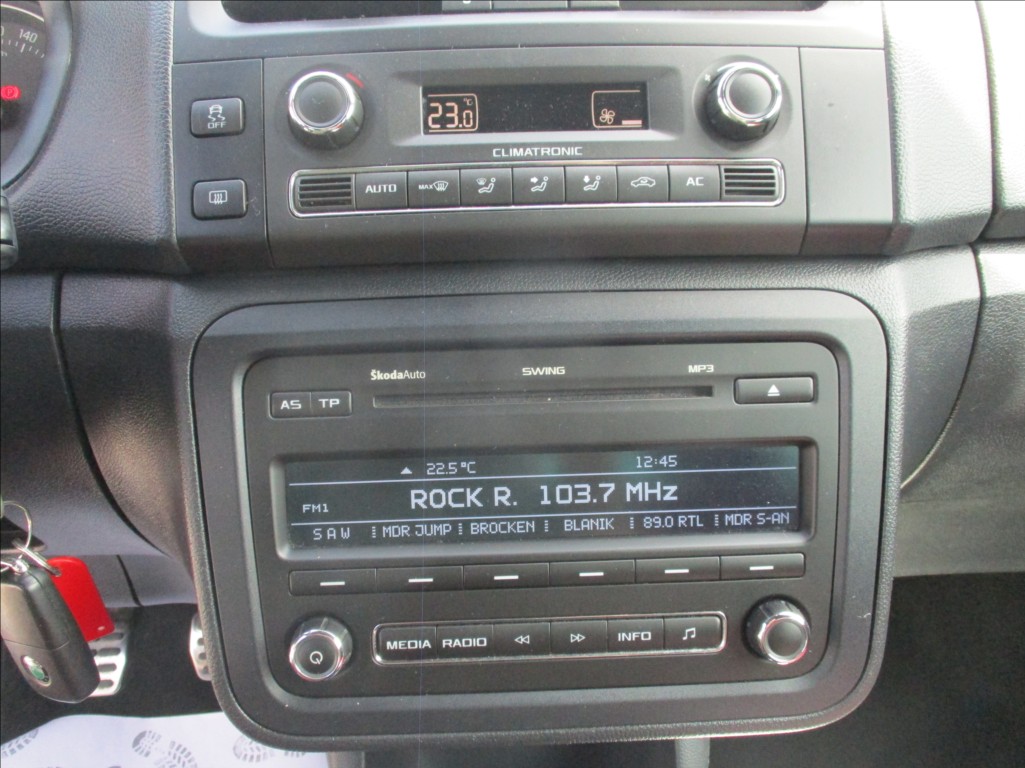 140
OFF
23.0 °C
CLIMATRONIC
AUTO MAX AC
ŠkodaAuto SWING MP3
AS TP
22.5°C 12:45
ROCK R. 103.7 MHz
FM1
SAW MDR JUMP BROCKEN BLANIK 89.0 RTL MDR S-AN
MEDIA RADIO INFO